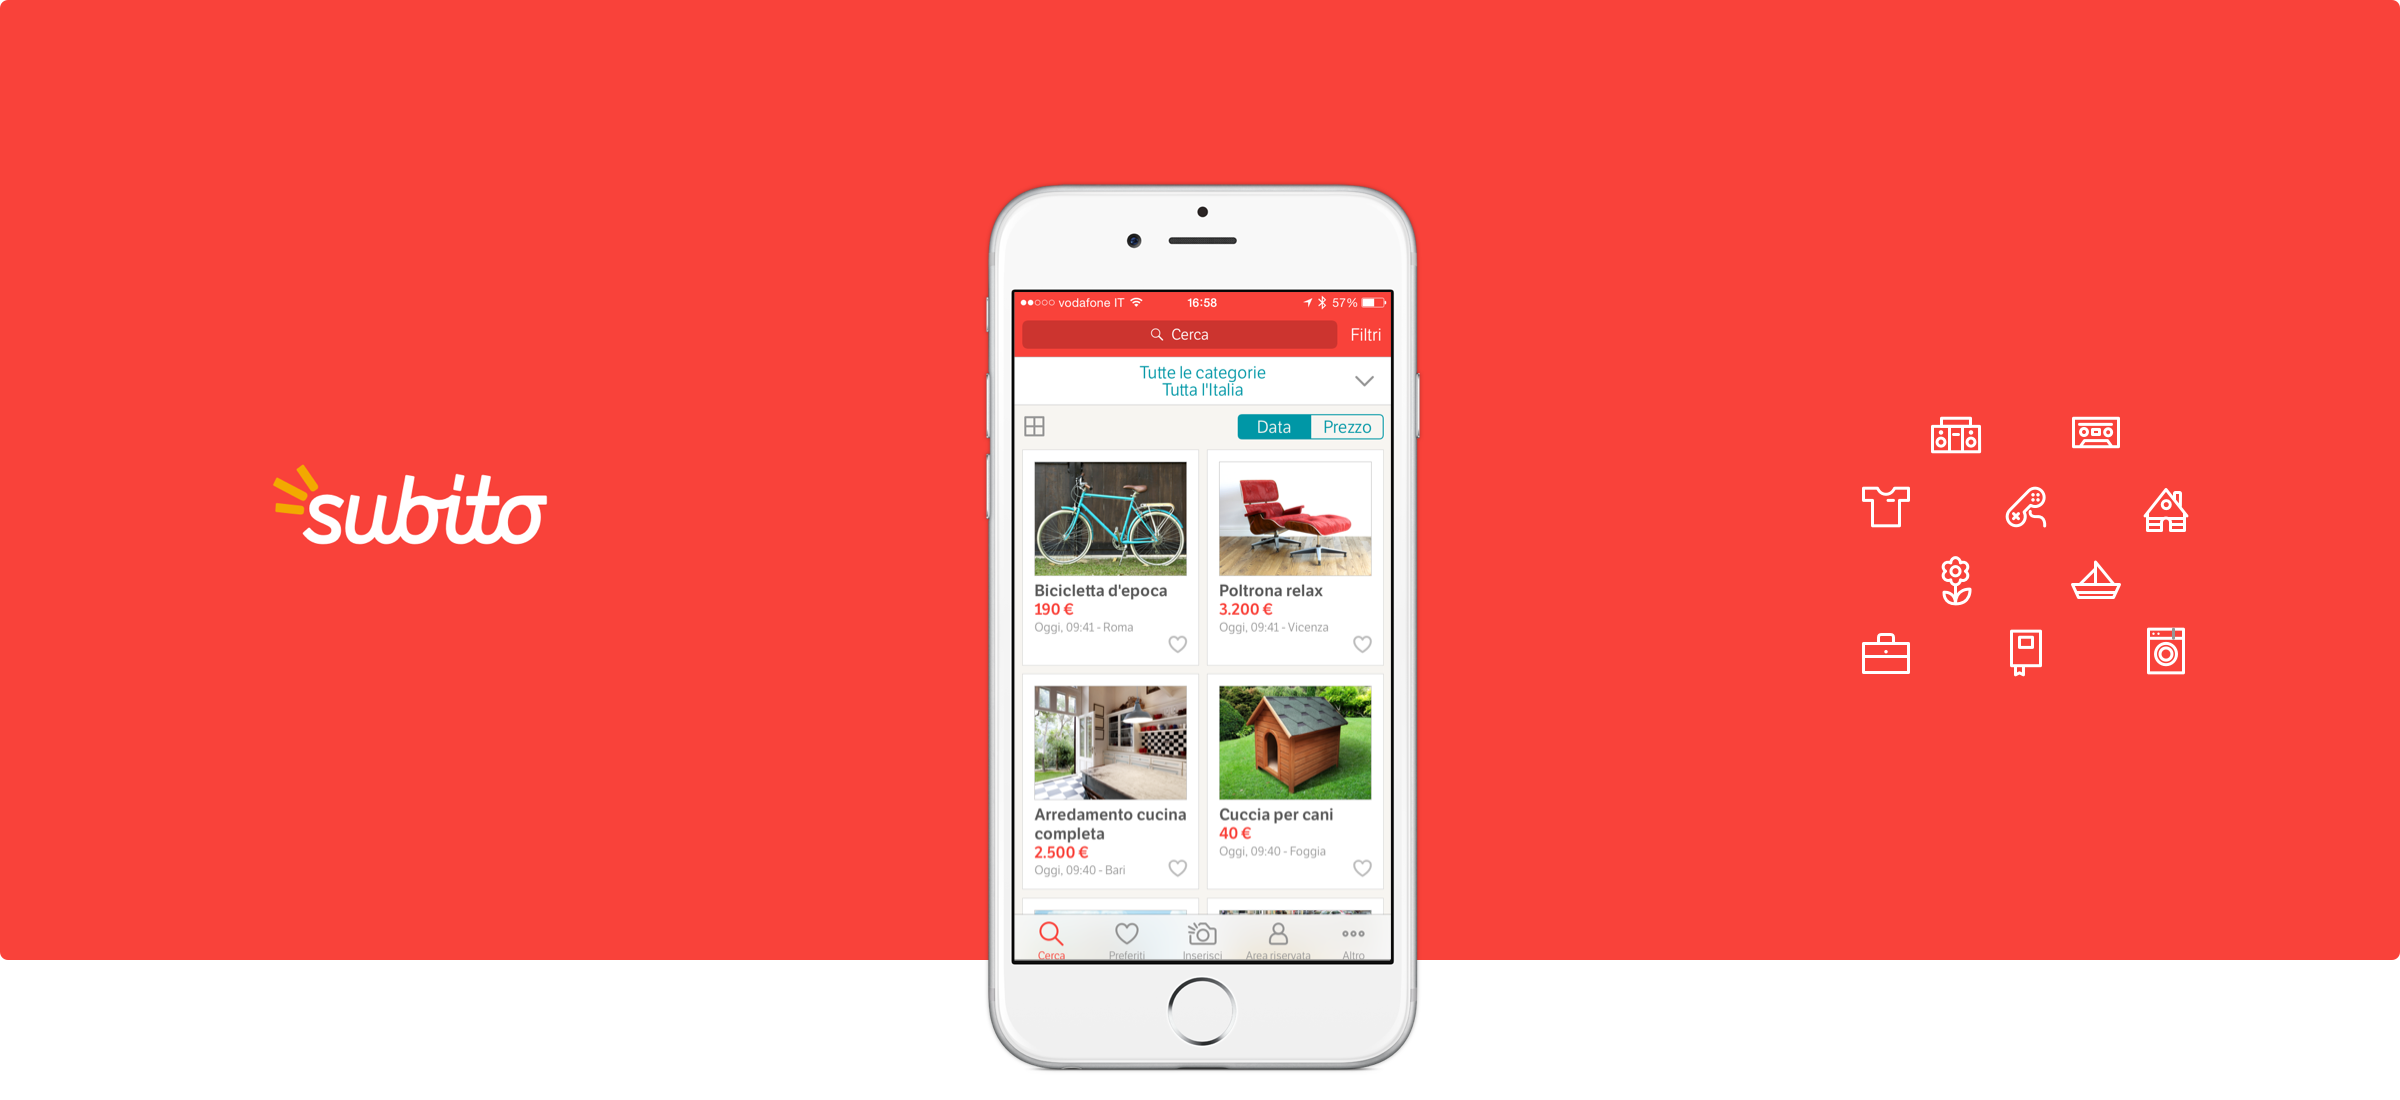 subito
vodafone IT
16:58
57%
Cerca
Filtri
Tutte le categorie
Tutta l'Italia
Data
Prezzo
Bicicletta d'epoca
190 €
Oggi, 09:41 - Roma
Poltrona relax
3.200 €
Oggi, 09:41 - Vicenza
Arredamento cucina
completa
2.500 €
Oggi, 09:40 - Bari
Cuccia per cani
40 €
Oggi, 09:40 - Foggia
Cerca
Preferiti
Inserisci
Area riservata
Altro